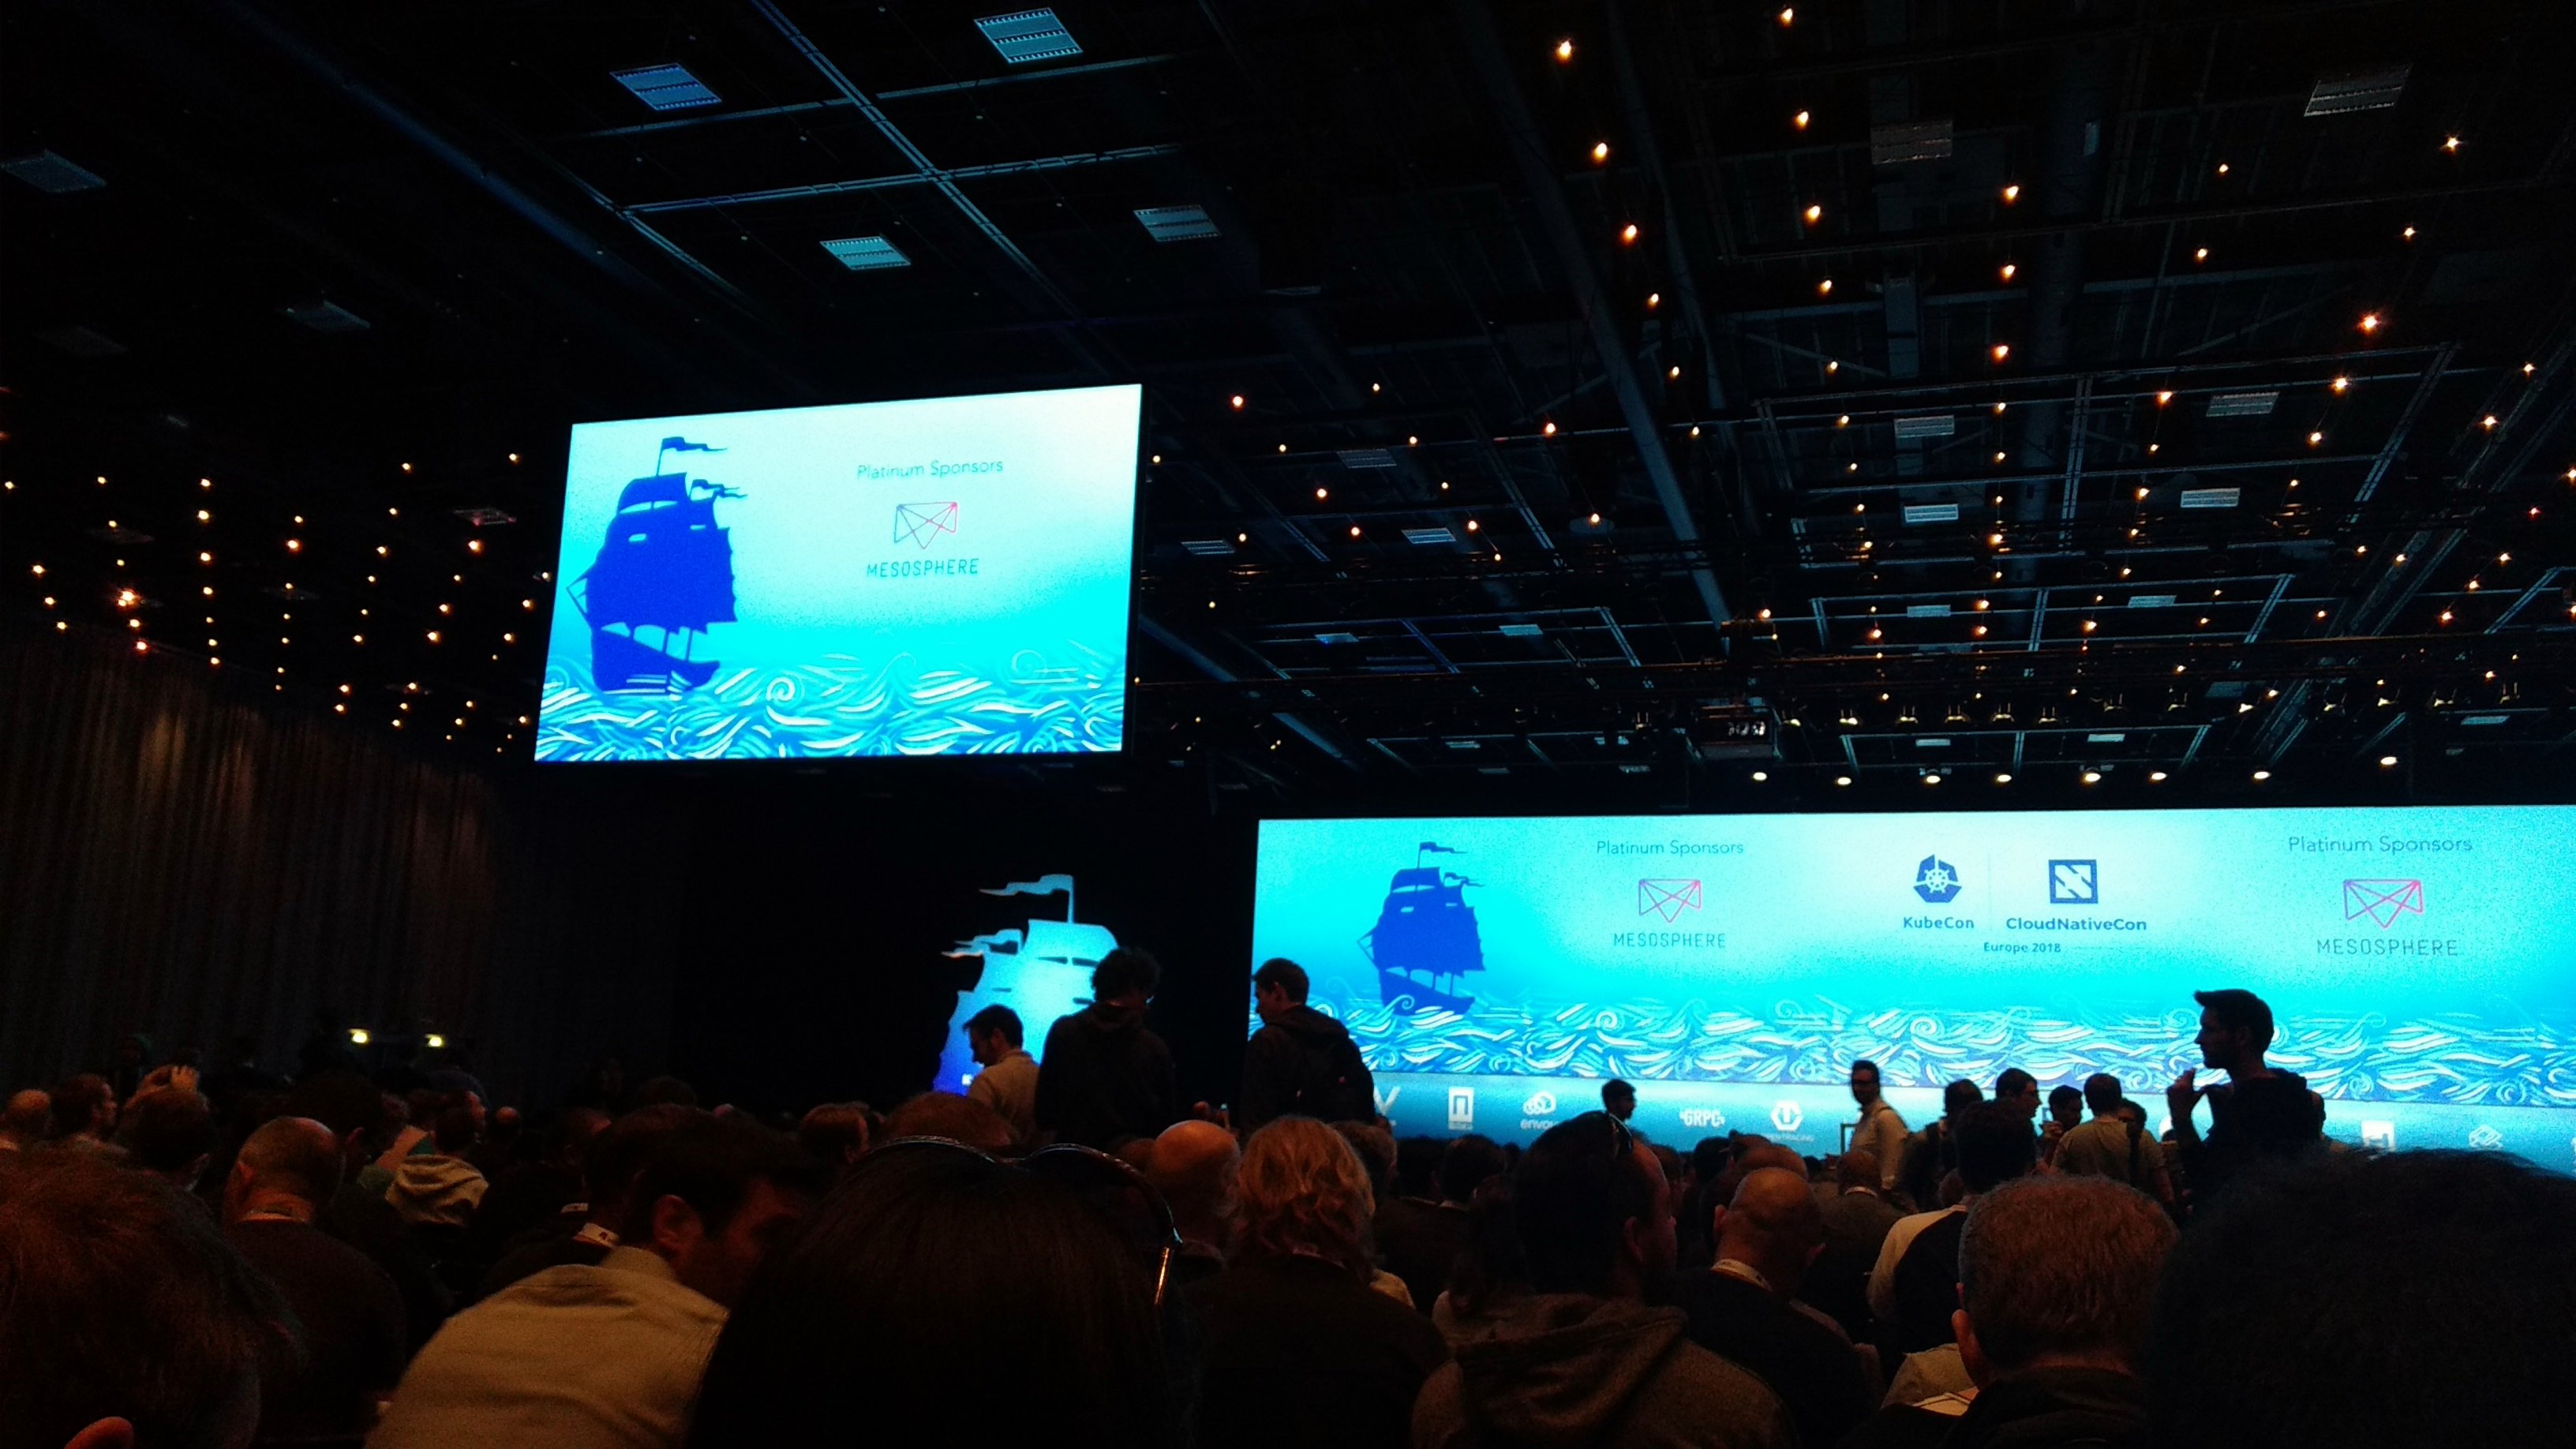 Platinum Sponsors
MESOSPHERE
Platinum Sponsors
MESOSPHERE
KubeCon
CloudNativeCon
Europe 2018
Platinum Sponsors
MESOSPHERE
GRPC